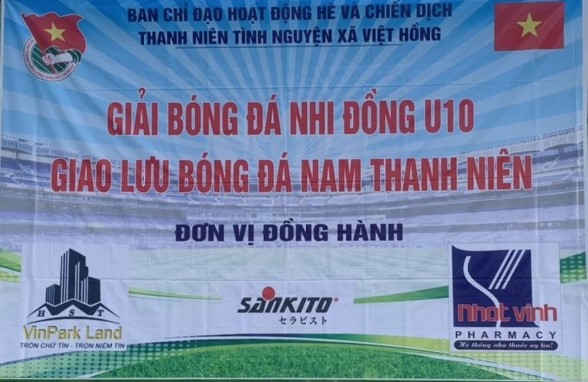 BAN CHỈ ĐẠO HOẠT ĐỘNG HÈ VÀ CHIẾN DỊCH
THANH NIÊN TÌNH NGUYỆN XÃ VIỆT HỒNG
GIẢI BÓNG ĐÁ NHI ĐỒNG U10
GIAO LƯU BÓNG ĐÁ NAM THANH NIÊN
ĐƠN VỊ ĐỒNG HÀNH
H S T
VinPark Land
TRÒN CHỮ TÍN - TRỌN NIỀM TIN
SANKITO
セラピスト
Nhật Vinh
PHARMACY
Hệ thống nhà thuốc uy tín!